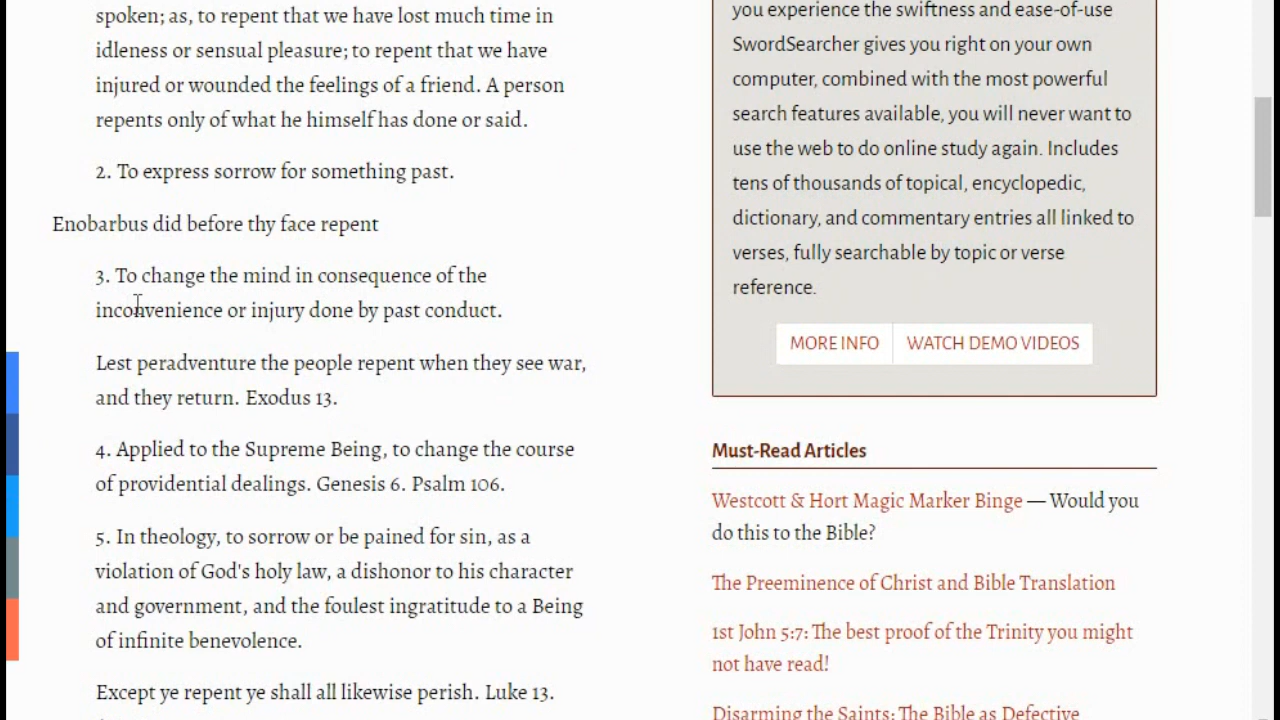 spoken; as, to repent that we have lost much time in
idleness or sensual pleasure; to repent that we have
injured or wounded the feelings of a friend. A person
repents only of what he himself has done or said.
2. To express sorrow for something past.
Enobarbus did before thy face repent
3. To change the mind in consequence of the
inconvenience or injury done by past conduct.
Lest peradventure the people repent when they see war,
and they return. Exodus 13.
4. Applied to the Supreme Being, to change the course
of providential dealings. Genesis 6. Psalm 106.
5. In theology, to sorrow or be pained for sin, as a
violation of God's holy law, a dishonor to his character
and government, and the foulest ingratitude to a Being
of infinite benevolence.
Except ye repent ye shall all likewise perish. Luke 13.
you experience the swiftness and ease-of-use
SwordSearcher gives you right on your own
computer, combined with the most powerful
search features available, you will never want to
use the web to do online study again. Includes
tens of thousands of topical, encyclopedic,
dictionary, and commentary entries all linked to
verses, fully searchable by topic or verse
reference.
MORE INFO WATCH DEMO VIDEOS
Must-Read Articles
Westcott & Hort Magic Marker Binge — Would you
do this to the Bible?
The Preeminence of Christ and Bible Translation
1st John 5:7: The best proof of the Trinity you might
not have read!
Disarming the Saints: The Bible as Defective